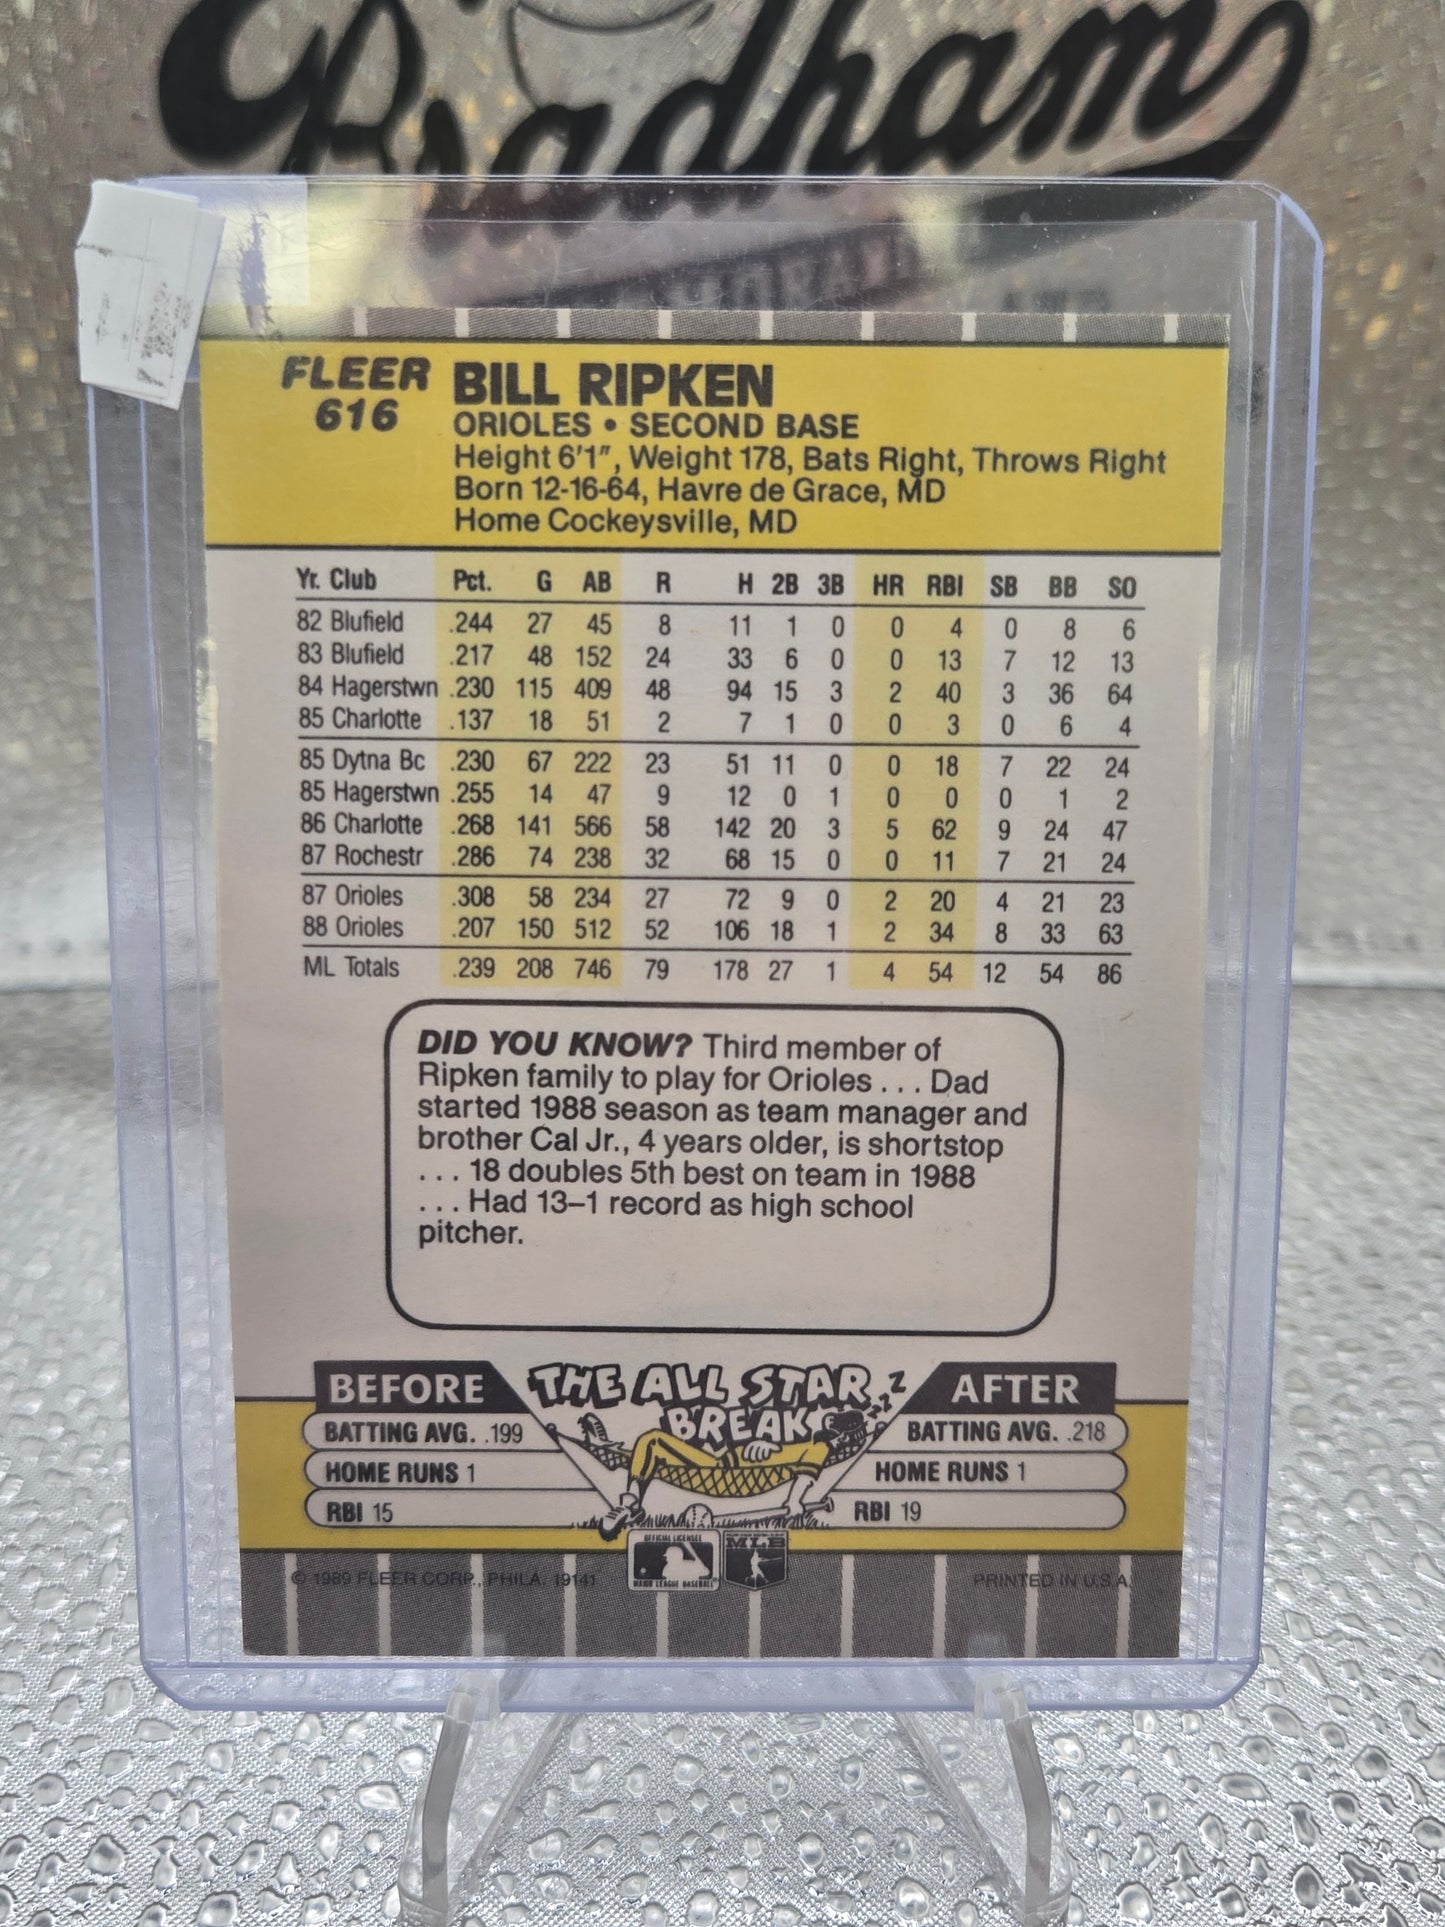 Bradham
FLEER BILL RIPKEN
616 ORIOLES • SECOND BASE
Height 6'1", Weight 178, Bats Right, Throws Right
Born 12-16-64, Havre de Grace, MD
Home Cockeysville, MD
Yr. Club Pct. G AB R H 2B 3B HR RBI SB BB SO
82 Blufield .244 27 45 8 11 1 0 0 4 0 8 6
83 Blufield .217 48 152 24 33 6 0 0 13 7 12 13
84 Hagerstwn .230 115 409 48 94 15 3 2 40 3 36 64
85 Charlotte .137 18 51 2 7 1 0 0 3 0 6 4
85 Dytna Bc .230 67 222 23 51 11 0 0 18 7 22 24
85 Hagerstwn .255 14 47 9 12 0 1 0 0 0 1 2
86 Charlotte .268 141 566 58 142 20 3 5 62 9 24 47
87 Rochestr .286 74 238 32 68 15 0 0 11 7 21 24
87 Orioles .308 58 234 27 72 9 0 2 20 4 21 23
88 Orioles .207 150 512 52 106 18 1 2 34 8 33 63
ML Totals .239 208 746 79 178 27 1 4 54 12 54 86
DID YOU KNOW? Third member of
Ripken family to play for Orioles . . . Dad
started 1988 season as team manager and
brother Cal Jr., 4 years older, is shortstop
. . . 18 doubles 5th best on team in 1988
. . . Had 13–1 record as high school
pitcher.
BEFORE THE ALL STAR BREAK Z Z Z Z AFTER
BATTING AVG. .199 BATTING AVG. .218
HOME RUNS 1 HOME RUNS 1
RBI 15 RBI 19
OFFICIAL LICENSEE MLB
MAJOR LEAGUE BASEBALL
© 1989 FLEER CORP., PHILA. 19141 PRINTED IN U.S.A.